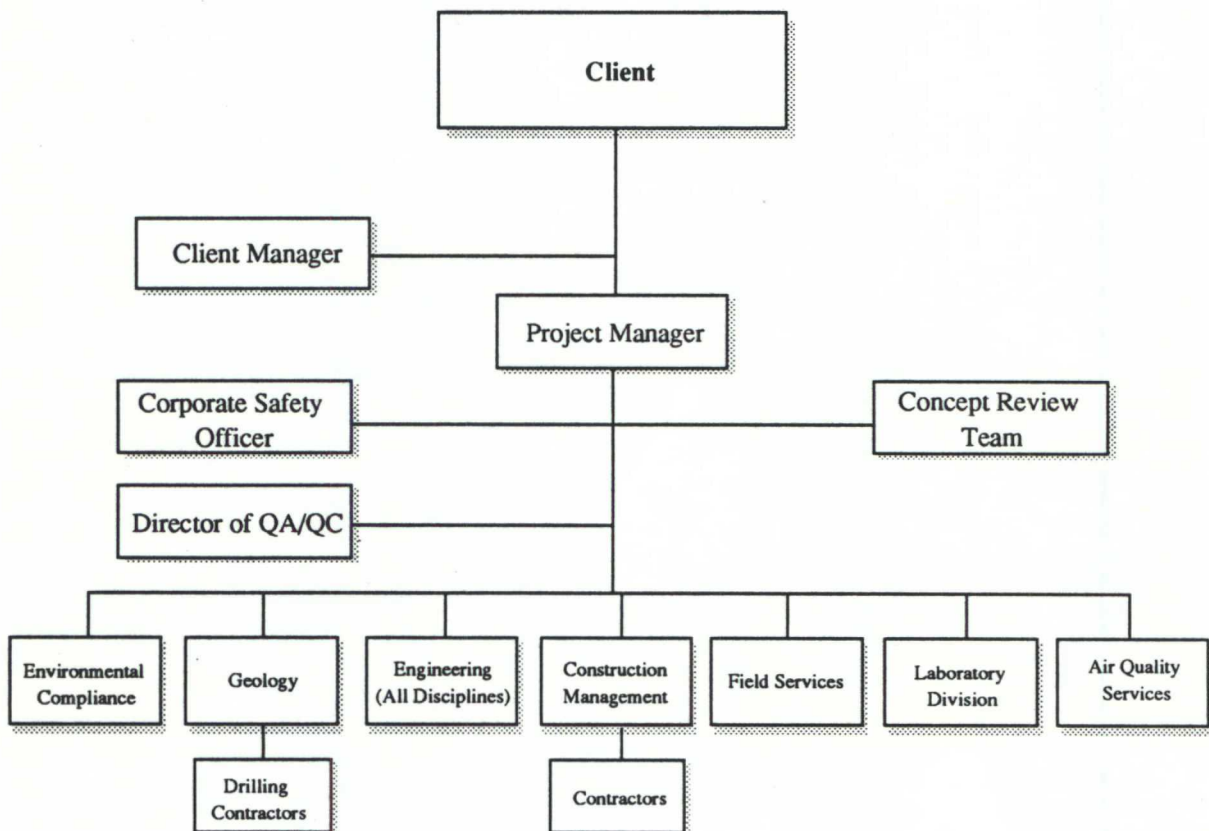 Client
Client Manager
Project Manager
Corporate Safety
Officer
Concept Review
Team
Director of QA/QC
Environmental
Compliance
Geology
Engineering
(All Disciplines)
Construction
Management
Field Services
Laboratory
Division
Air Quality
Services
Drilling
Contractors
Contractors